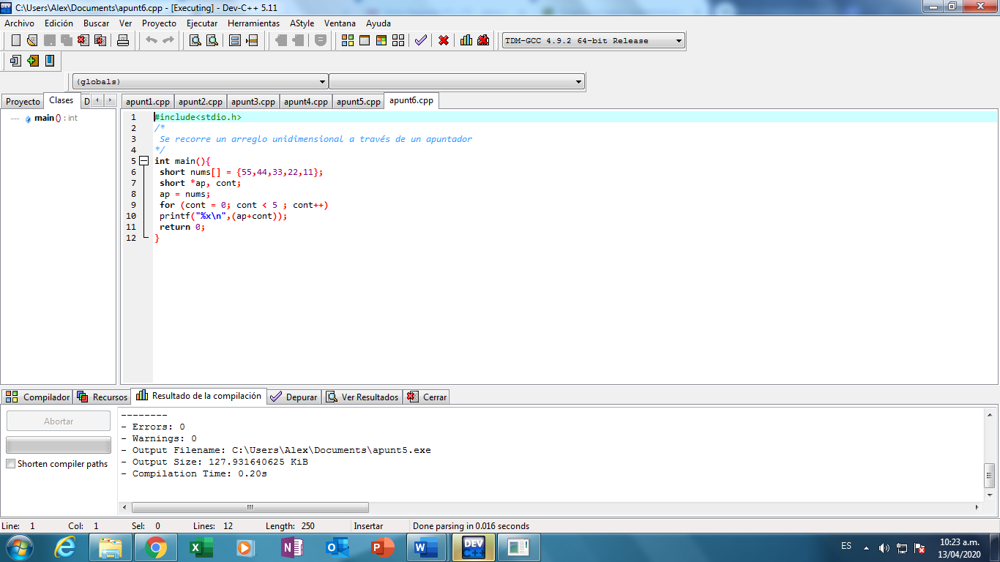 C:\Users\Alex\Documents\apunt6.cpp - [Executing] - Dev-C++ 5.11
Archivo Edición Buscar Ver Proyecto Ejecutar Herramientas AStyle Ventana Ayuda
TDM-GCC 4.9.2 64-bit Release
(globals)
Proyecto Clases D
apunt1.cpp apunt2.cpp apunt3.cpp apunt4.cpp apunt5.cpp apunt6.cpp
main () : int
1 #include<stdio.h>
2 /*
3 Se recorre un arreglo unidimensional a través de un apuntador
4 */
5 int main(){
6 short nums[] = {55,44,33,22,11};
7 short *ap, cont;
8 ap = nums;
9 for (cont = 0; cont < 5 ; cont++)
10 printf("%x\n",(ap+cont));
11 return 0;
12 }
Compilador Recursos Resultado de la compilación Depurar Ver Resultados Cerrar
Abortar
Shorten compiler paths
--------
- Errors: 0
- Warnings: 0
- Output Filename: C:\Users\Alex\Documents\apunt5.exe
- Output Size: 127.931640625 KiB
- Compilation Time: 0.20s
Line: 1 Col: 1 Sel: 0 Lines: 12 Length: 250 Insertar Done parsing in 0.016 seconds
DEV C++
ES
10:23 a.m.
13/04/2020